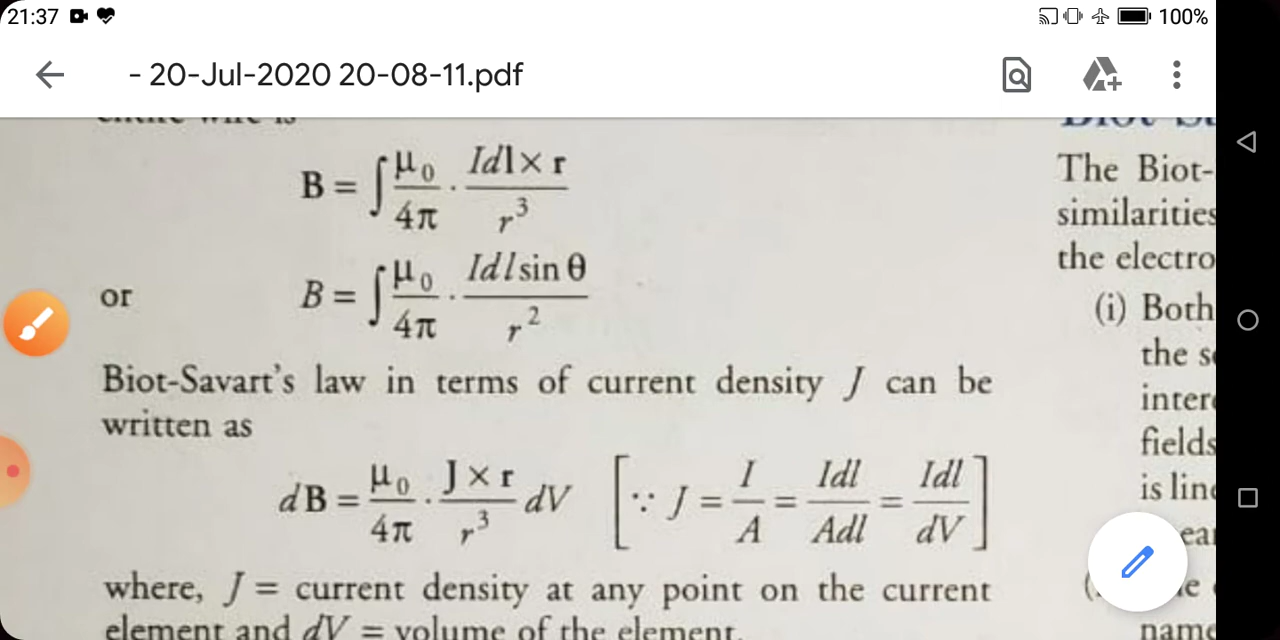 21:37
100%
- 20-Jul-2020 20-08-11.pdf
B = ∫ μ₀/4π · Idl × r / r³
or B = ∫ μ₀/4π · Idl sin θ / r²
Biot-Savart's law in terms of current density J can be
written as
dB = μ₀/4π · J × r / r³ dV [∵ J = I/A = Idl/Adl = Idl/dV]
where, J = current density at any point on the current
element and dV = volume of the element.
The Biot-
similarities
the electro
(i) Both
the
is
fields
name